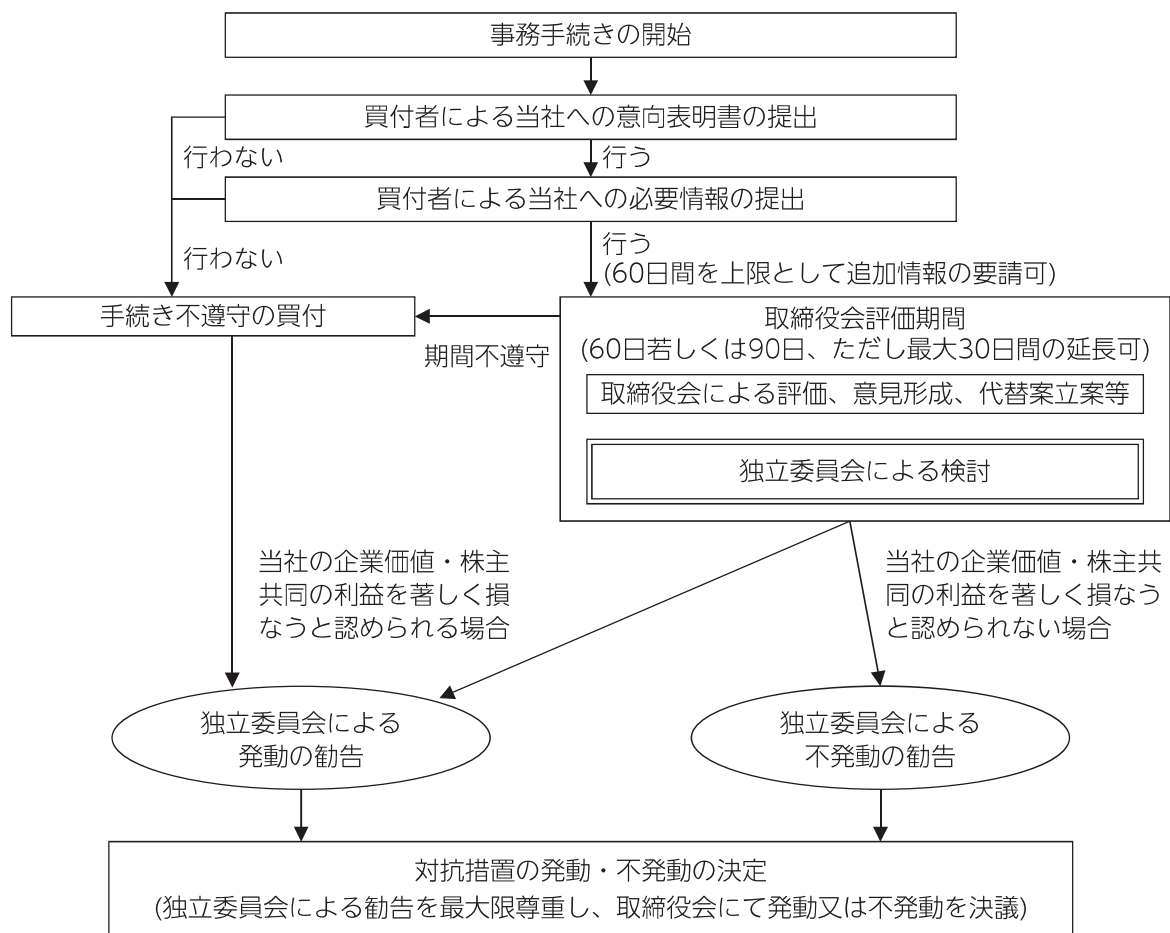 事務手続きの開始
買付者による当社への意向表明書の提出
行わない
行う
買付者による当社への必要情報の提出
行わない
行う
(60日間を上限として追加情報の要請可)
手続き不遵守の買付
期間不遵守
取締役会評価期間
(60日若しくは90日、ただし最大30日間の延長可)
取締役会による評価、意見形成、代替案立案等
独立委員会による検討
当社の企業価値・株主
共同の利益を著しく損
なうと認められる場合
当社の企業価値・株主共
同の利益を著しく損なう
と認められない場合
独立委員会による
発動の勧告
独立委員会による
不発動の勧告
対抗措置の発動・不発動の決定
(独立委員会による勧告を最大限尊重し、取締役会にて発動又は不発動を決議)